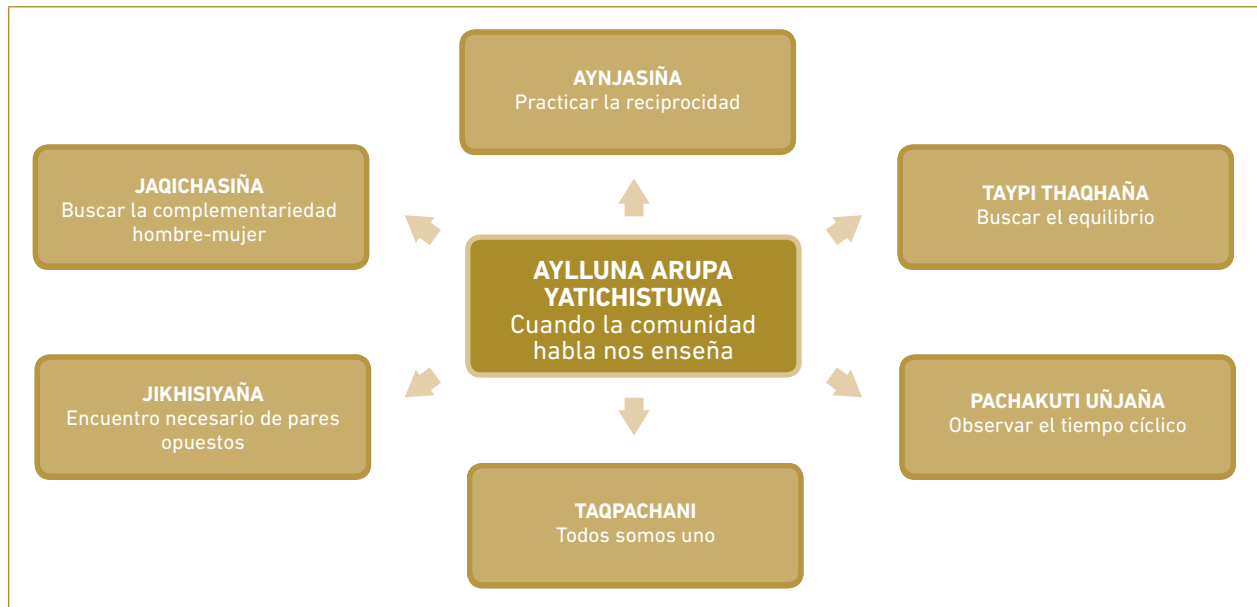 AYNJASIÑA
Practicar la reciprocidad
JAQICHASIÑA
Buscar la complementariedad
hombre-mujer
TAYPI THAQHAÑA
Buscar el equilibrio
AYLLUNA ARUPA
YATICHISTUWA
Cuando la comunidad
habla nos enseña
JIKHISIYAÑA
Encuentro necesario de pares
opuestos
PACHAKUTI UÑJAÑA
Observar el tiempo cíclico
TAQPACHANI
Todos somos uno